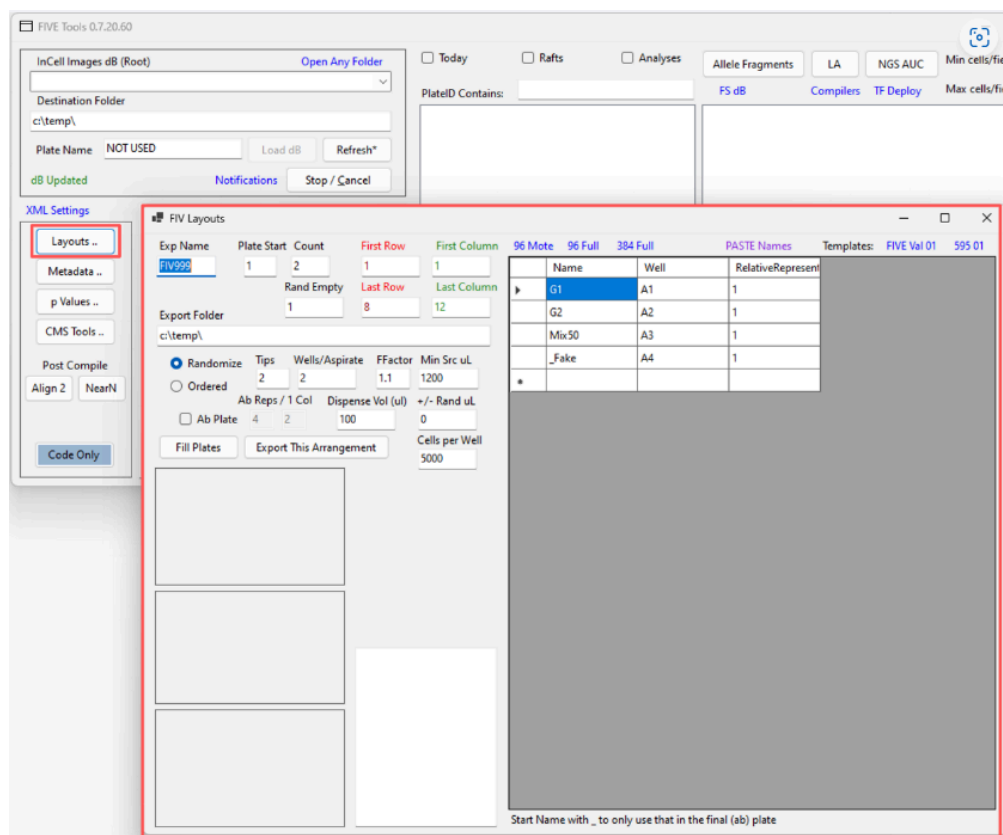 FIVE Tools 0.7.20.60
InCell Images dB (Root) Open Any Folder
Destination Folder
c:\temp\
Plate Name NOT USED Load dB Refresh*
dB Updated Notifications Stop / Cancel
Today Rafts Analyses
PlateID Contains:
Allele Fragments LA NGS AUC Min cells/fie
FS dB Compilers TF Deploy Max cells/fi
XML Settings
Layouts ..
Metadata ..
p Values ..
CMS Tools ..
Post Compile
Align 2 NearN
Code Only
FIV Layouts
Exp Name Plate Start Count First Row First Column
FIV999 1 2 1 1
Rand Empty Last Row Last Column
1 8 12
Export Folder
c:\temp\
Randomize Tips Wells/Aspirate FFactor Min Src uL
Ordered 2 2 1.1 1200
Ab Reps / 1 Col Dispense Vol (ul) +/- Rand uL
Ab Plate 4 2 100 0
Fill Plates Export This Arrangement Cells per Well
5000
96 Mote 96 Full 384 Full PASTE Names Templates: FIVE Val 01 595 01
Name Well RelativeRepresent
G1 A1 1
G2 A2 1
Mix50 A3 1
_Fake A4 1
*
Start Name with _ to only use that in the final (ab) plate